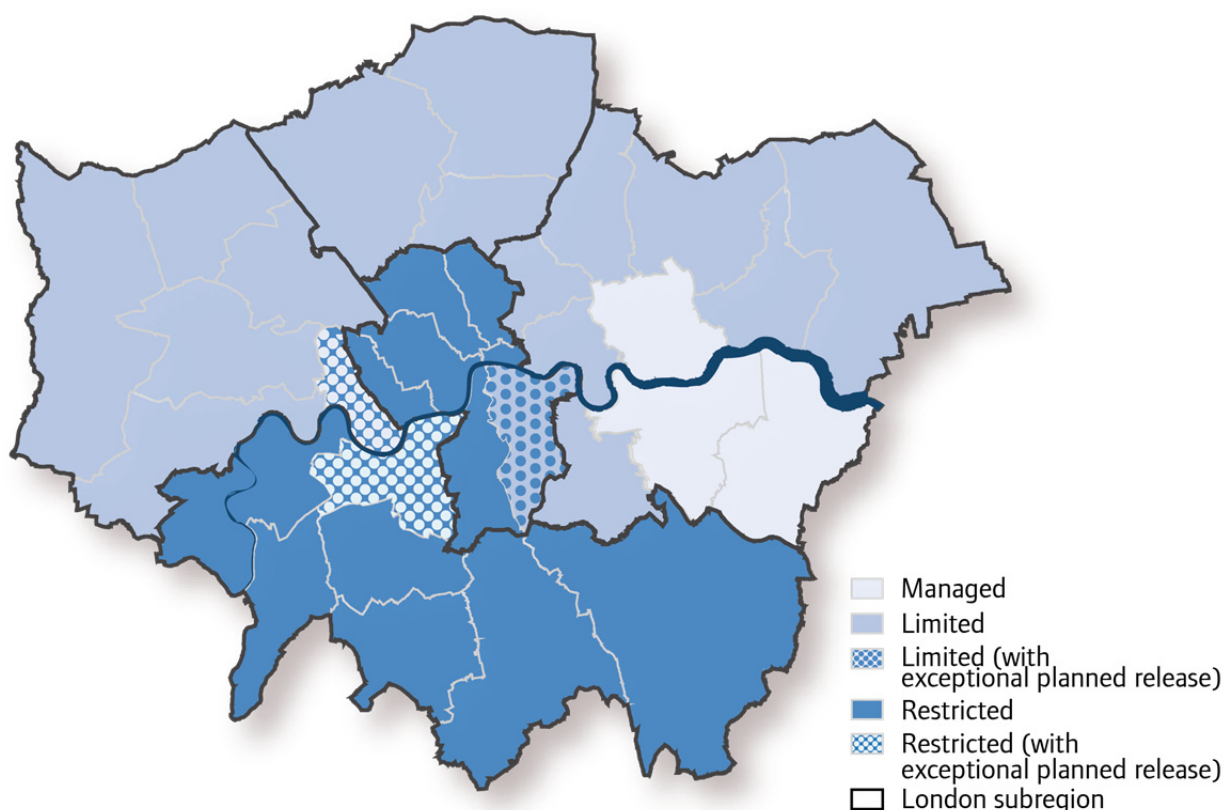 Managed
Limited
Limited (with
exceptional planned release)
Restricted
Restricted (with
exceptional planned release)
London subregion